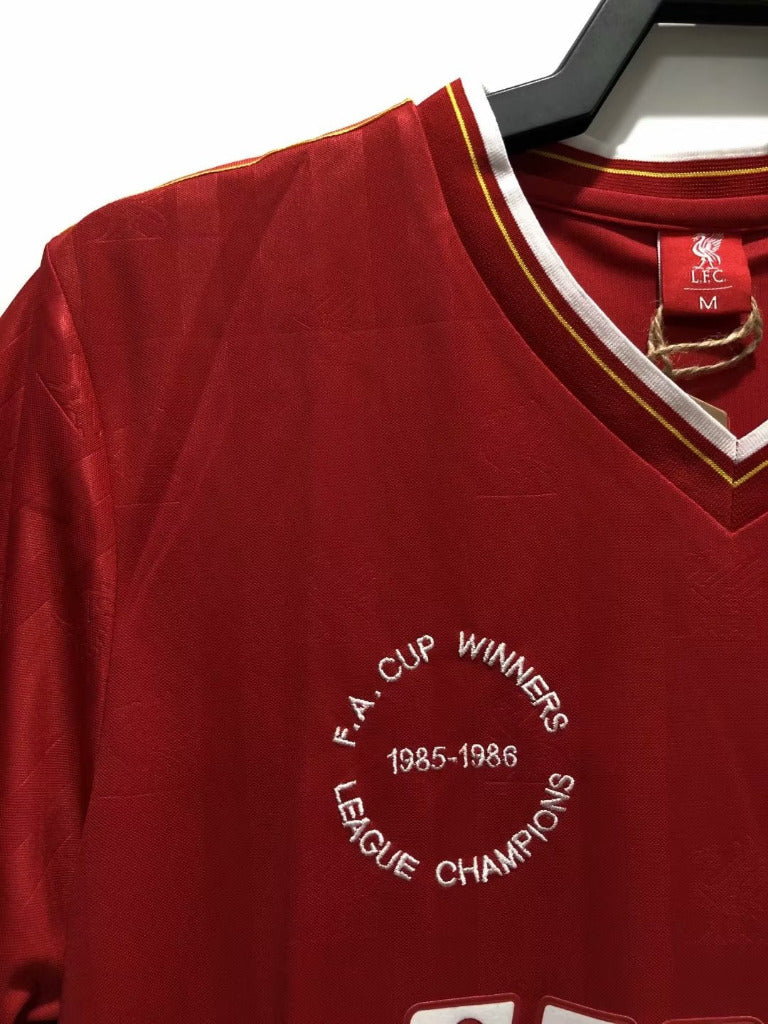 L.F.C.
M
F.A. CUP WINNERS
1985-1986
LEAGUE CHAMPIONS